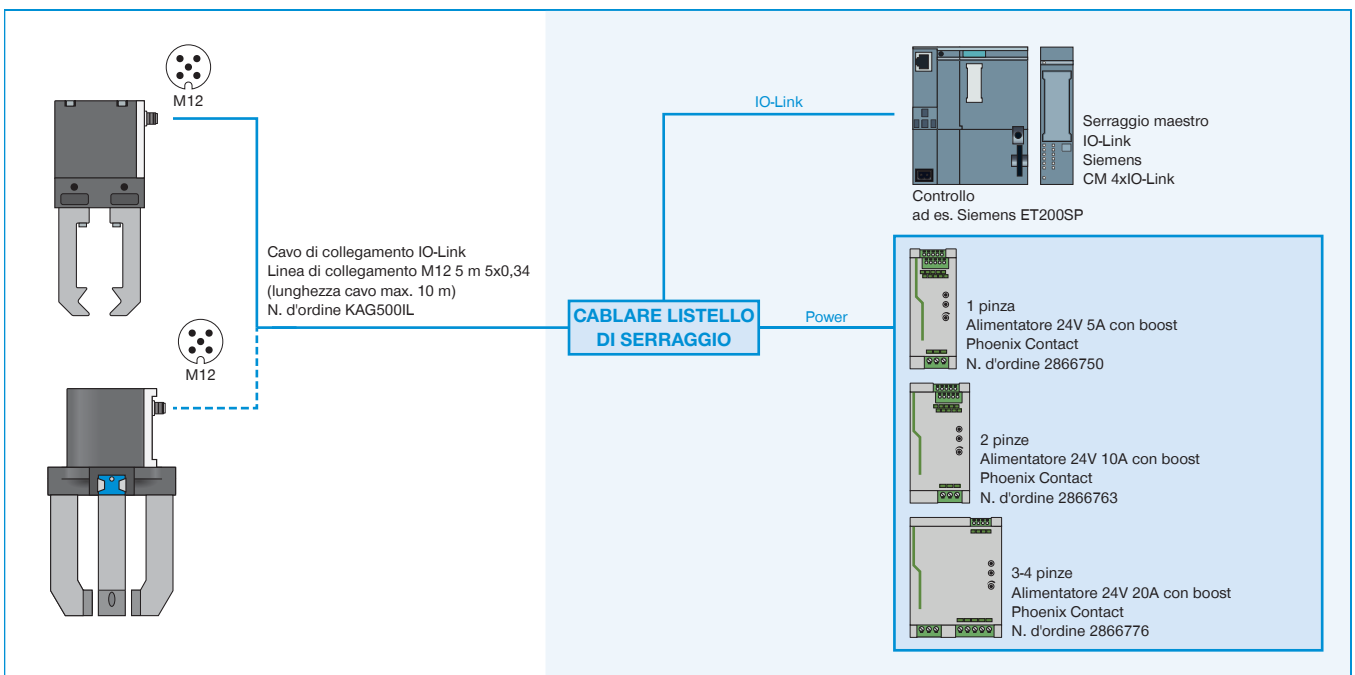 M12
Cavo di collegamento IO-Link
Linea di collegamento M12 5 m 5x0,34
(lunghezza cavo max. 10 m)
N. d'ordine KAG500IL
M12
CABLARE LISTELLO
DI SERRAGGIO
IO-Link
Power
Controllo
ad es. Siemens ET200SP
Serraggio maestro
IO-Link
Siemens
CM 4xIO-Link
1 pinza
Alimentatore 24V 5A con boost
Phoenix Contact
N. d'ordine 2866750
2 pinze
Alimentatore 24V 10A con boost
Phoenix Contact
N. d'ordine 2866763
3-4 pinze
Alimentatore 24V 20A con boost
Phoenix Contact
N. d'ordine 2866776